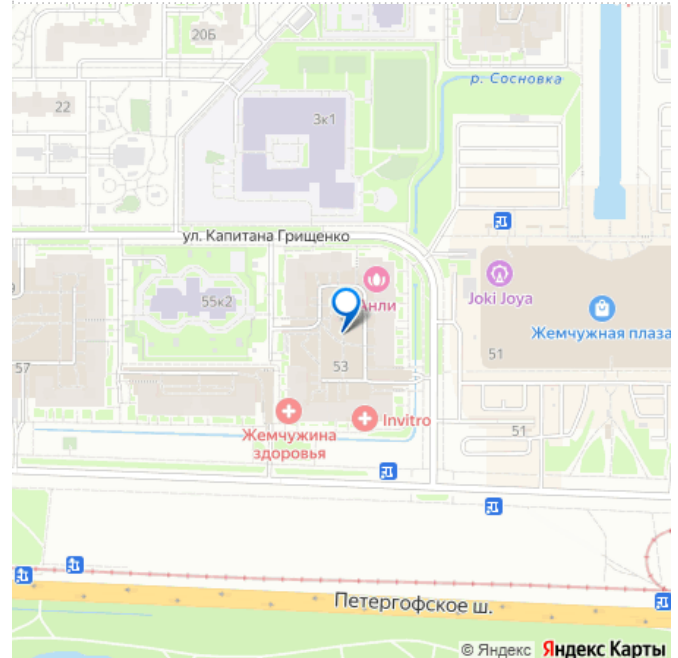 20Б
р. Сосновка
22
3к1
ул. Капитана Грищенко
Анли
Joki Joya
55к2
Жемчужная плаза
57
53
51
Invitro
Жемчужина
здоровья
51
Петергофское ш.
© Яндекс Яндекс Карты